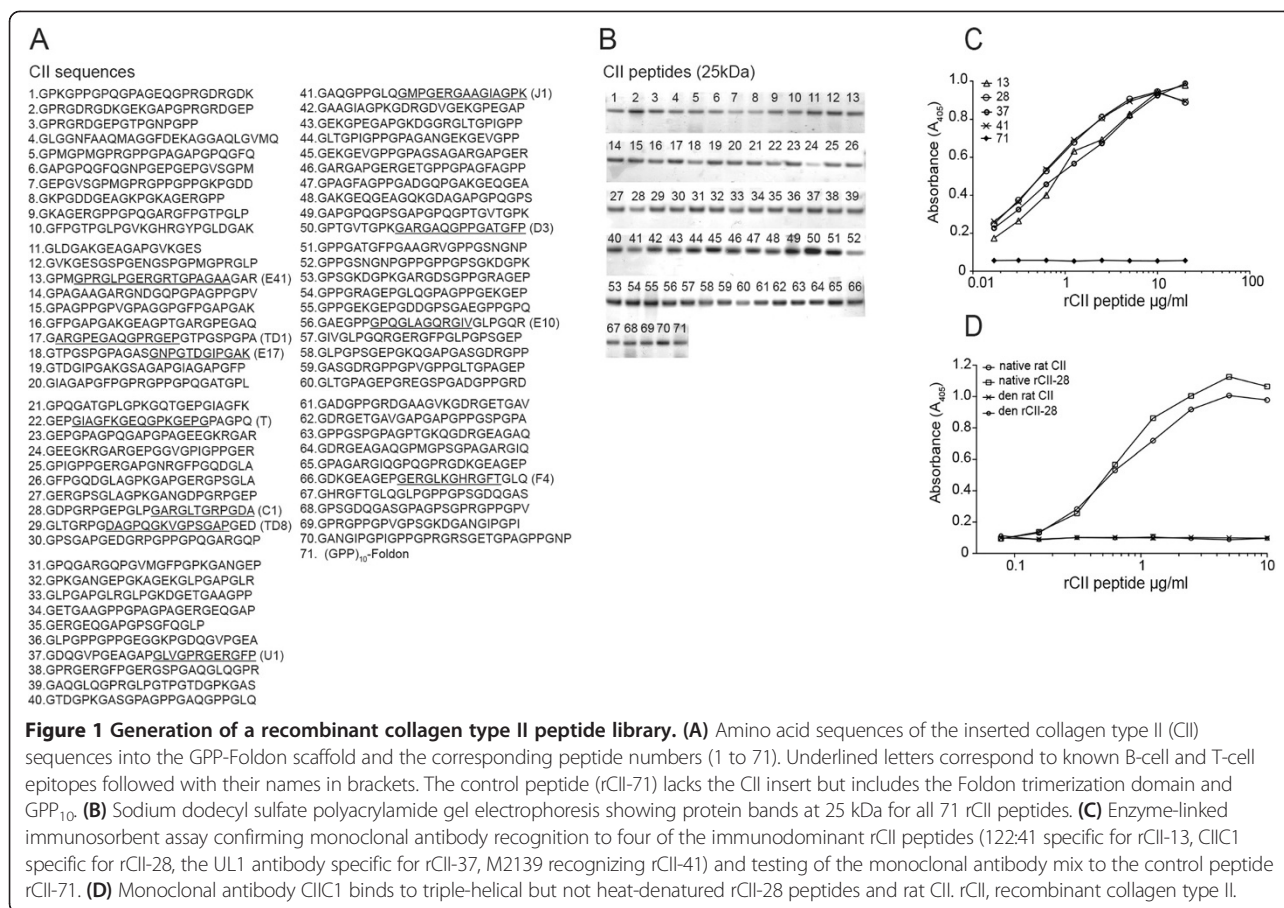 A
CII sequences
1.GPKGPPGPQGPAGEQGPRGDRGDK
2.GPRGDRGDKGEKGAPGPRGRDGEP
3.GPRGRDGEPGTPGNPGPP
4.GLGGNFAAQMAGGFDEKAGGAQLGVMQ
5.GPMGPMGPRGPPGPAGAPGPQGFQ
6.GAPGPQGFQGNPGEPGEPGVSGPM
7.GEPGVSGPMGPRGPPGPPGKPGDD
8.GKPGDDGEAGKPGKAGERGPP
9.GKAGERGPPGPQGARGFPGTPGLP
10.GFPGTPGLPGVKGHRGYPGLDGAK
11.GLDGAKGEAGAPGVKGES
12.GVKGESGSPGENGSPGPMGPRGLP
13.GPMGPRGLPGERGRTGPAGAAGAR (E41)
14.GPAGAAGARGNDGQPGPAGPPGPV
15.GPAGPPGPVGPAGGPGFPGAPGAK
16.GFPGAPGAKGEAGPTGARGPEGAQ
17.GARGPEGAQGPRGEPGTPGSPGPA (TD1)
18.GTPGSPGPAGASGNPGTDGIPGAK (E17)
19.GTDGIPGAKGSAGAPGIAGAPGFP
20.GIAGAPGFPGPRGPPGPQGATGPL
21.GPQGATGPLGPKGQTGEPGIAGFK
22.GEPGIAGFKGEQGPKGEPGPAGPQ (T)
23.GEPGPAGPQGAPGPAGEEGKRGAR
24.GEEGKRGARGEPGGVGPIGPPGER
25.GPIGPPGERGAPGNRGFPGQDGLA
26.GFPGQDGLAGPKGAPGERGPSGLA
27.GERGPSGLAGPKGANGDPGRPGEP
28.GDPGRPGEPGLPGARGLTGRPGDA (C1)
29.GLTGRPGDAGPQGKVGPSGAPGED (TD8)
30.GPSGAPGEDGRPGPPGPQGARGQP
31.GPQGARGQPGVMGFPGPKGANGEP
32.GPKGANGEPGKAGEKGLPGAPGLR
33.GLPGAPGLRGLPGKDGETGAAGPP
34.GETGAAGPPGPAGPAGERGEQGAP
35.GERGEQGAPGPSGFQGLP
36.GLPGPPGPPGEGGKPGDQGVPGEA
37.GDQGVPGEAGAPGLVGPRGERGFP (U1)
38.GPRGERGFPGERGSPGAQGLQGPR
39.GAQGLQGPRGLPGTPGTDGPKGAS
40.GTDGPKGASGPAGPPGAQGPPGLQ
41.GAQGPPGLQGMPGERGAAGIAGPK (J1)
42.GAAGIAGPKGDRGDVGEKGPEGAP
43.GEKGPEGAPGKDGGRGLTGPIGPP
44.GLTGPIGPPGPAGANGEKGEVGPP
45.GEKGEVGPPGPAGSAGARGAPGER
46.GARGAPGERGETGPPGPAGFAGPP
47.GPAGFAGPPGADGQPGAKGEQGEA
48.GAKGEQGEAGQKGDAGAPGPQGPS
49.GAPGPQGPSGAPGPQGPTGVTGPK
50.GPTGVTGPKGARGAQGPPGATGFP (D3)
51.GPPGATGFPGAAGRVGPPGSNGNP
52.GPPGSNGNPGPPGPPGPSGKDGPK
53.GPSGKDGPKGARGDSGPPGRAGEP
54.GPPGRAGEPGLQGPAGPPGEKGEP
55.GPPGEKGEPGDDGPSGAEGPPGPQ
56.GAEGPPGPQGLAGQRGIVGLPGQR (E10)
57.GIVGLPGQRGERGFPGLPGPSGEP
58.GLPGPSGEPGKQGAPGASGDRGPP
59.GASGDRGPPGPVGPPGLTGPAGEP
60.GLTGPAGEPGREGSPGADGPPGRD
61.GADGPPGRDGAAGVKGDRGETGAV
62.GDRGETGAVGAPGAPGPPGSPGPA
63.GPPGSPGPAGPTGKQGDRGEAGAQ
64.GDRGEAGAQGPMGPSGPAGARGIQ
65.GPAGARGIQGPQGPRGDKGEAGEP
66.GDKGEAGEPGERGLKGHRGFTGLQ (F4)
67.GHRGFTGLQGLPGPPGPSGDQGAS
68.GPSGDQGASGPAGPSGPRGPPGPV
69.GPRGPPGPVGPSGKDGANGIPGPI
70.GANGIPGPIGPPGPRGRSGETGPAGPPGNP
71. (GPP)10-Foldon
B
CII peptides (25kDa)
1 2 3 4 5 6 7 8 9 10 11 12 13
14 15 16 17 18 19 20 21 22 23 24 25 26
27 28 29 30 31 32 33 34 35 36 37 38 39
40 41 42 43 44 45 46 47 48 49 50 51 52
53 54 55 56 57 58 59 60 61 62 63 64 65 66
67 68 69 70 71
C
Absorbance (A405)
1.0
0.8
0.6
0.4
0.2
0
13
28
37
41
71
0.01 0.1 1 10 100
rCII peptide µg/ml
D
Absorbance (A405)
1.2
1.0
0.8
0.6
0.4
0.2
0
native rat CII
native rCII-28
den rat CII
den rCII-28
0.1 1 10
rCII peptide µg/ml
Figure 1 Generation of a recombinant collagen type II peptide library. (A) Amino acid sequences of the inserted collagen type II (CII)
sequences into the GPP-Foldon scaffold and the corresponding peptide numbers (1 to 71). Underlined letters correspond to known B-cell and T-cell
epitopes followed with their names in brackets. The control peptide (rCII-71) lacks the CII insert but includes the Foldon trimerization domain and
GPP10. (B) Sodium dodecyl sulfate polyacrylamide gel electrophoresis showing protein bands at 25 kDa for all 71 rCII peptides. (C) Enzyme-linked
immunosorbent assay confirming monoclonal antibody recognition to four of the immunodominant rCII peptides (122:41 specific for rCII-13, CIIC1
specific for rCII-28, the UL1 antibody specific for rCII-37, M2139 recognizing rCII-41) and testing of the monoclonal antibody mix to the control peptide
rCII-71. (D) Monoclonal antibody CIIC1 binds to triple-helical but not heat-denatured rCII-28 peptides and rat CII. rCII, recombinant collagen type II.